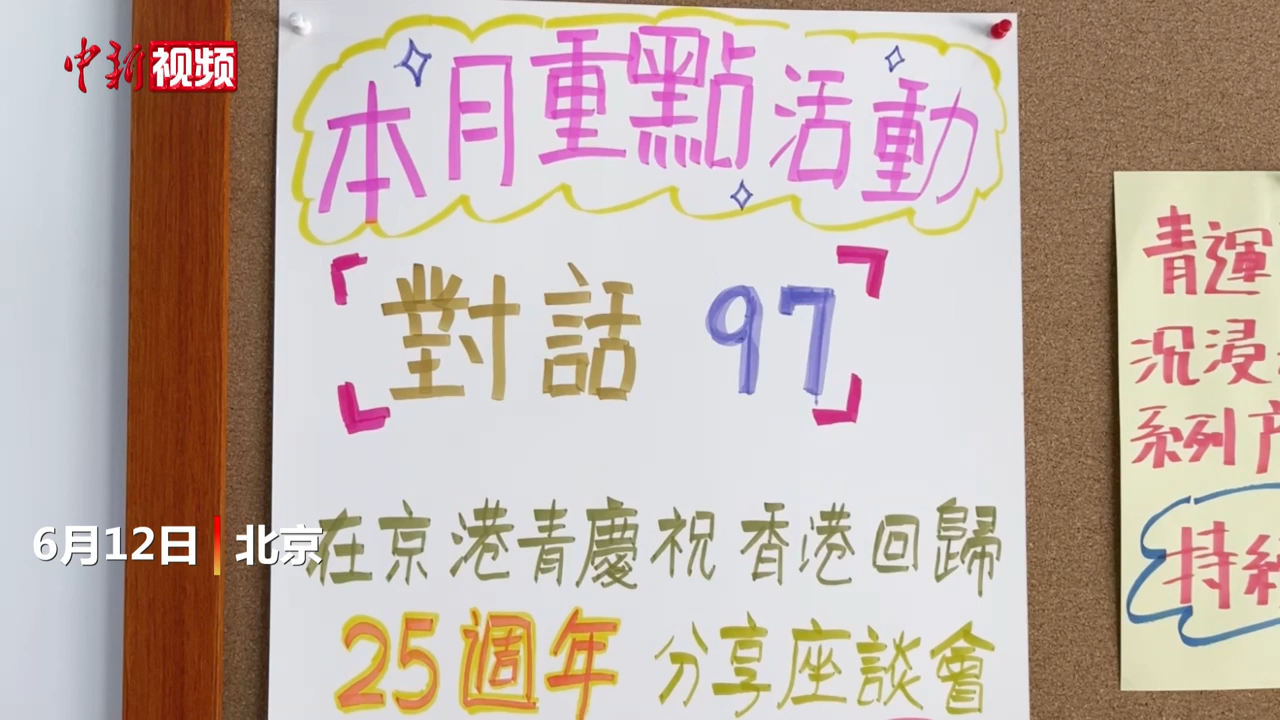 中新视频
本月重點活動
對話 97
在京港青慶祝香港回歸
25週年 分享座談會
6月12日 北京
青運
沉浸
系列产
持續